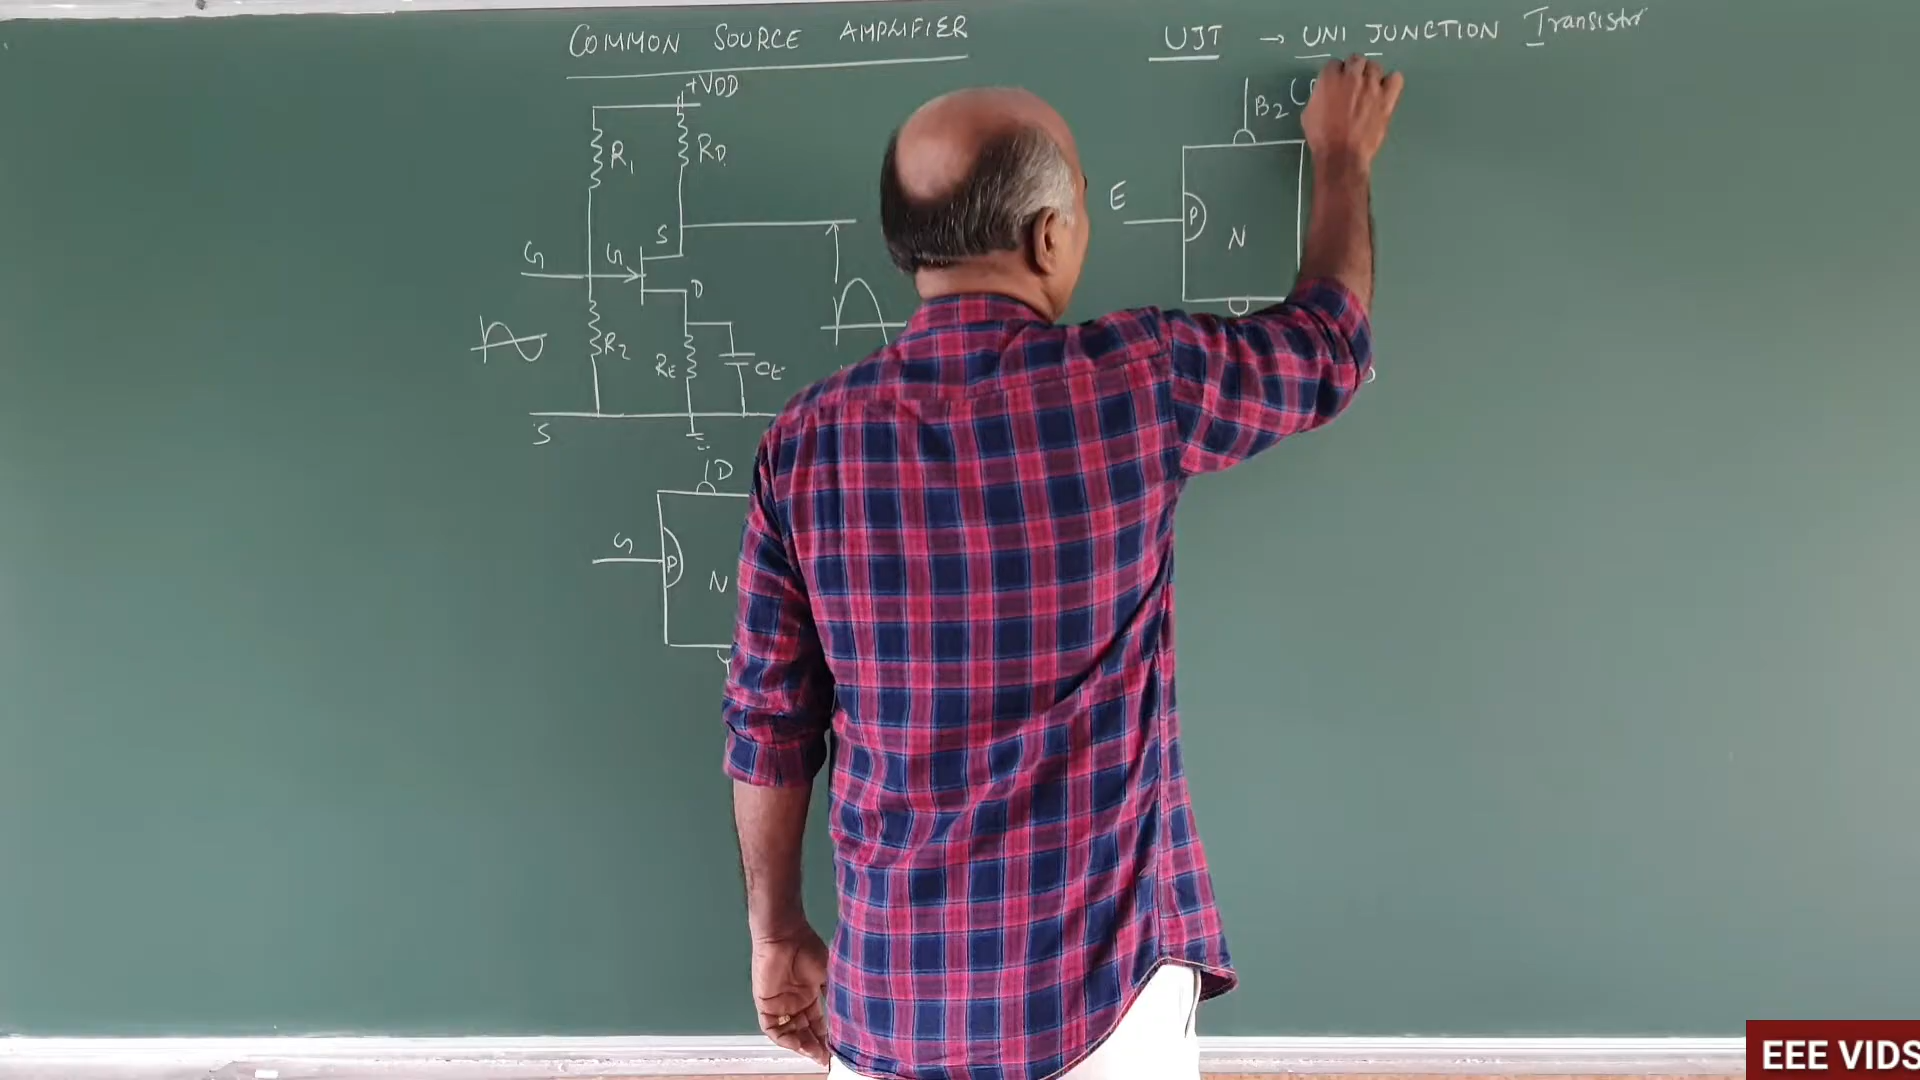 COMMON SOURCE AMPLIFIER
+VDD
R1
RD
S
G
G
D
R2
RE
CE
S
D
G
P
N
UJT → UNI JUNCTION Transistor
B2 (
E
P
N
EEE VIDS